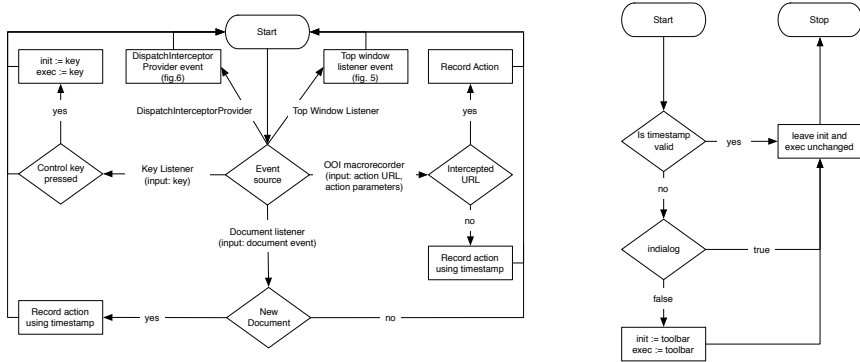 Start
init := key
exec := key
DispatchInterceptor
Provider event
(fig.6)
Top window
listener event
(fig. 5)
Record Action
yes
DispatchInterceptorProvider
Top Window Listener
yes
Control key
pressed
Key Listener
(input: key)
Event
source
OOI macrorecorder
(input: action URL,
action parameters)
Intercepted
URL
no
Document listener
(input: document event)
Record action
using timestamp
Record action
using timestamp
yes
New
Document
no
Start
Stop
Is timestamp
valid
yes
leave init and
exec unchanged
no
indialog
true
false
init := toolbar
exec := toolbar